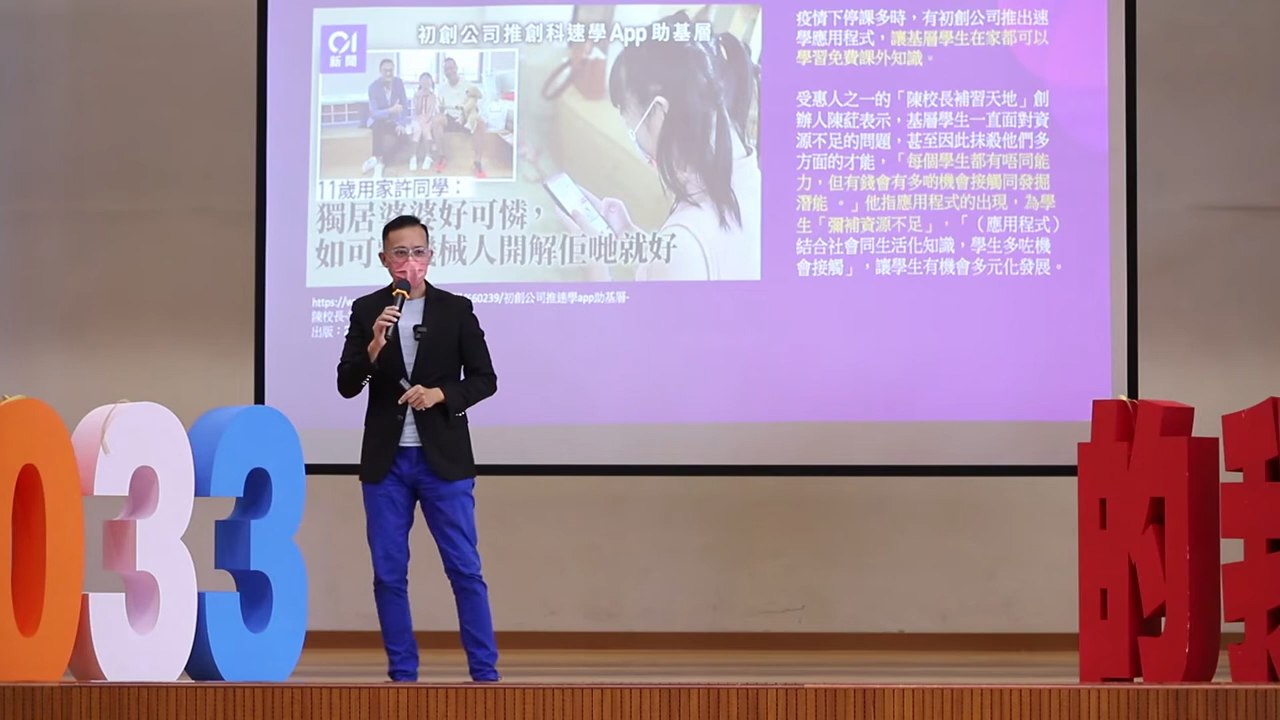 01
新聞
初創公司推創科速學App助基層
11歲用家許同學：
獨居婆婆好可憐，
如可 械人開解佢哋就好
https://w 60239/初創公司推速學app助基層-
陳校長
出版：2
疫情下停課多時，有初創公司推出速
學應用程式，讓基層學生在家都可以
學習免費課外知識。
受惠人之一的「陳校長補習天地」創
辦人陳葒表示，基層學生一直面對資
源不足的問題，甚至因此抹殺他們多
方面的才能，「每個學生都有唔同能
力，但有錢會有多啲機會接觸同發掘
潛能 。」他指應用程式的出現，為學
生「彌補資源不足」，「（應用程式）
結合社會同生活化知識，學生多咗機
會接觸」，讓學生有機會多元化發展。
033
的